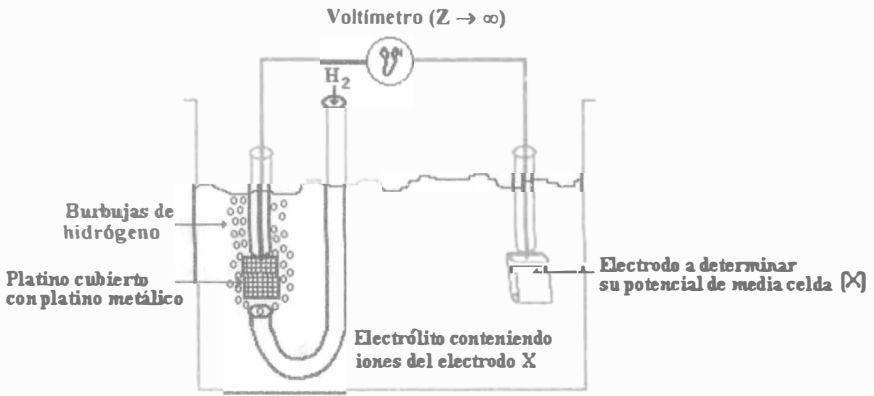 Voltímetro (Z → ∞)
H₂
Burbujas de
hidrógeno
Platino cubierto
con platino metálico
Electrodo a determinar
su potencial de media celda (X)
Electrólito conteniendo
iones del electrodo X